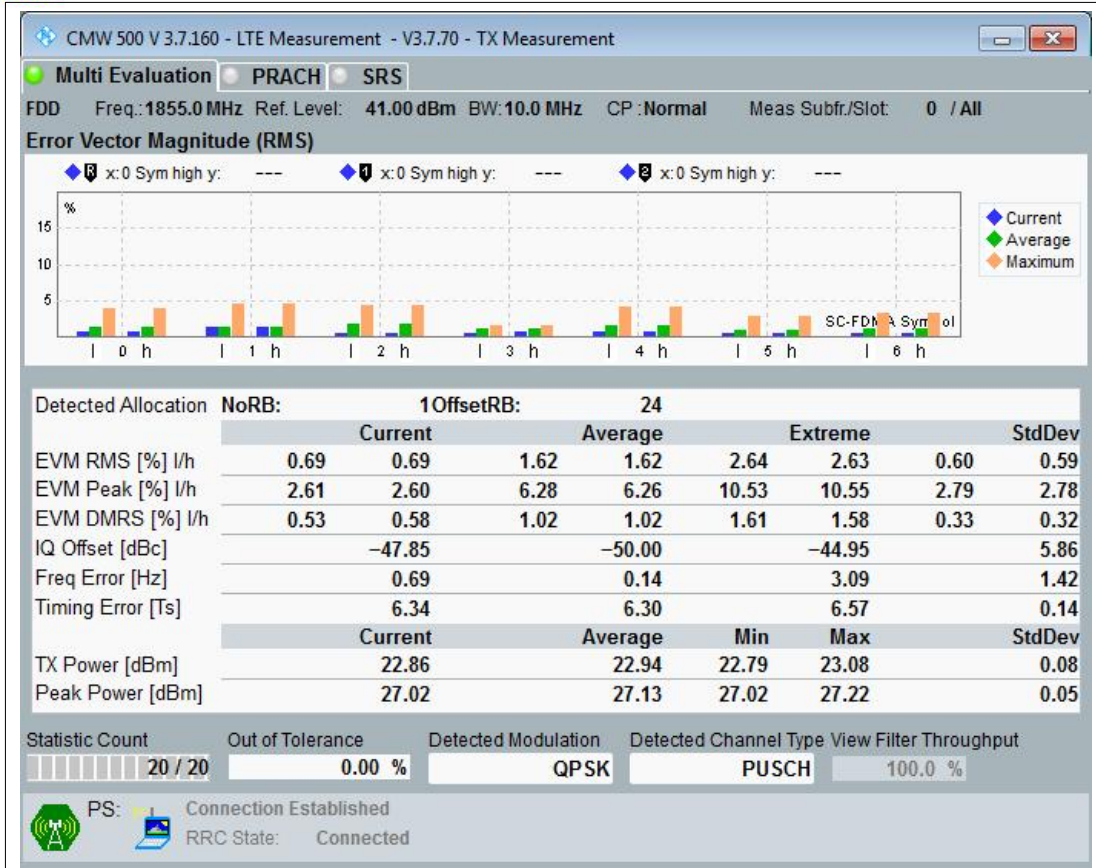 CMW 500 V 3.7.160 - LTE Measurement - V3.7.70 - TX Measurement
Multi Evaluation PRACH SRS
FDD Freq.: 1855.0 MHz Ref. Level: 41.00 dBm BW: 10.0 MHz CP : Normal Meas Subfr./Slot: 0 / All
Error Vector Magnitude (RMS)
R x: 0 Sym high y: --- 1 x: 0 Sym high y: --- 2 x: 0 Sym high y: ---
%
15
10
5
Current
Average
Maximum
SC-FDMA Symbol
l 0 h l 1 h l 2 h l 3 h l 4 h l 5 h l 6 h
Detected Allocation NoRB: 1 OffsetRB: 24
Current Average Extreme StdDev
EVM RMS [%] l/h 0.69 0.69 1.62 1.62 2.64 2.63 0.60 0.59
EVM Peak [%] l/h 2.61 2.60 6.28 6.26 10.53 10.55 2.79 2.78
EVM DMRS [%] l/h 0.53 0.58 1.02 1.02 1.61 1.58 0.33 0.32
IQ Offset [dBc] −47.85 −50.00 −44.95 5.86
Freq Error [Hz] 0.69 0.14 3.09 1.42
Timing Error [Ts] 6.34 6.30 6.57 0.14
Current Average Min Max StdDev
TX Power [dBm] 22.86 22.94 22.79 23.08 0.08
Peak Power [dBm] 27.02 27.13 27.02 27.22 0.05
Statistic Count Out of Tolerance Detected Modulation Detected Channel Type View Filter Throughput
20 / 20 0.00 % QPSK PUSCH 100.0 %
PS: Connection Established
RRC State: Connected